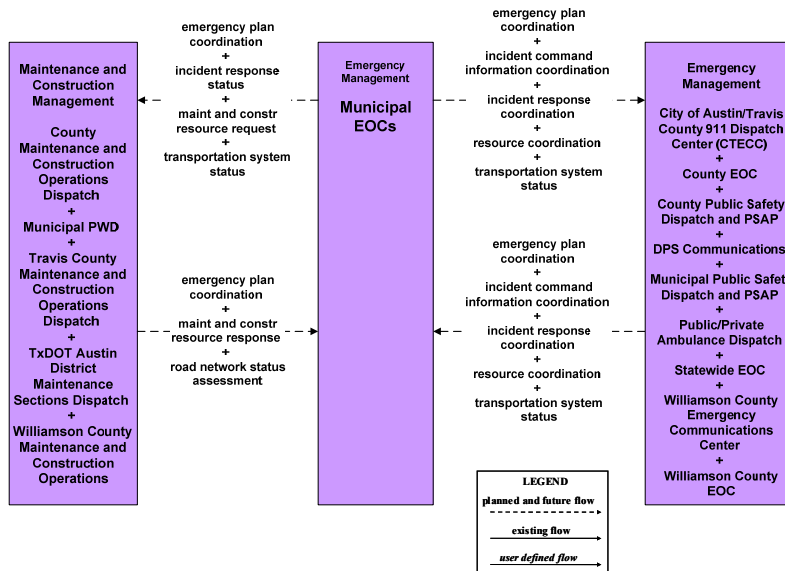 Maintenance and
Construction
Management
County
Maintenance and
Construction
Operations
Dispatch
+
Municipal PWD
+
Travis County
Maintenance and
Construction
Operations
Dispatch
+
TxDOT Austin
District
Maintenance
Sections Dispatch
+
Williamson County
Maintenance and
Construction
Operations
emergency plan
coordination
+
incident response
status
+
maint and constr
resource request
+
transportation system
status
emergency plan
coordination
+
maint and constr
resource response
+
road network status
assessment
Emergency
Management
Municipal
EOCs
emergency plan
coordination
+
incident command
information coordination
+
incident response
coordination
+
resource coordination
+
transportation system
status
emergency plan
coordination
+
incident command
information coordination
+
incident response
coordination
+
resource coordination
+
transportation system
status
Emergency
Management
City of Austin/Travis
County 911 Dispatch
Center (CTECC)
+
County EOC
+
County Public Safety
Dispatch and PSAP
+
DPS Communications
+
Municipal Public Safety
Dispatch and PSAP
+
Public/Private
Ambulance Dispatch
+
Statewide EOC
+
Williamson County
Emergency
Communications
Center
+
Williamson County
EOC
LEGEND
planned and future flow
existing flow
user defined flow